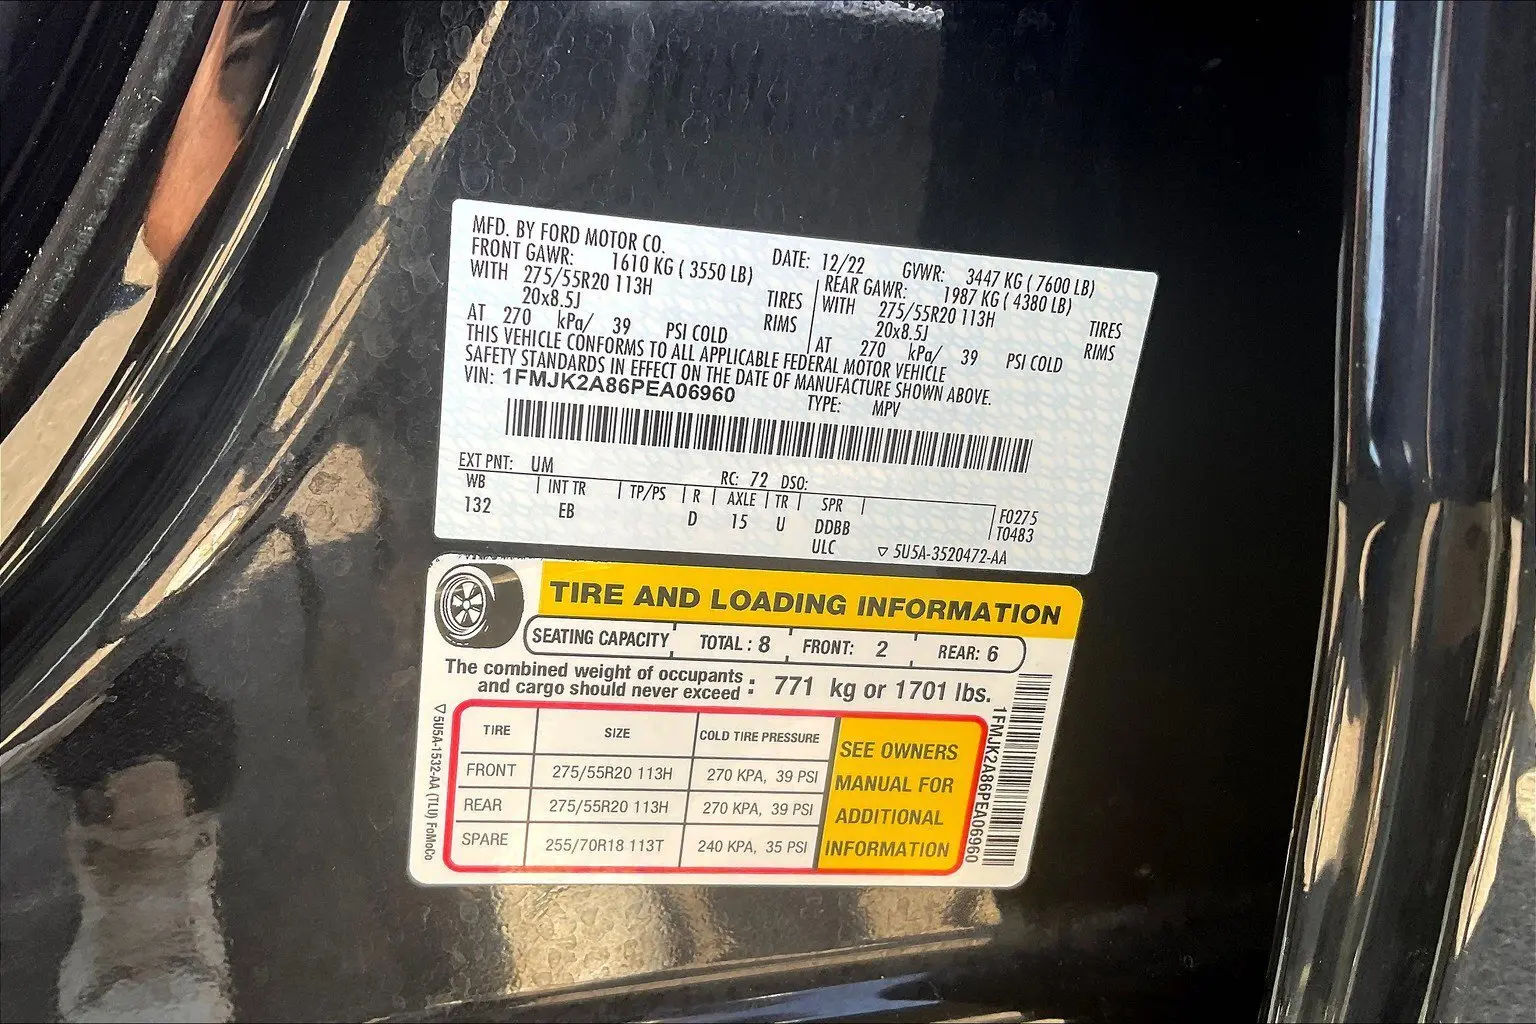 MFD. BY FORD MOTOR CO.
DATE: 12/22 GVWR: 3447 KG ( 7600 LB)
FRONT GAWR: 1610 KG ( 3550 LB) REAR GAWR: 1987 KG ( 4380 LB)
WITH 275/55R20 113H TIRES WITH 275/55R20 113H TIRES
20x8.5J RIMS 20x8.5J RIMS
AT 270 kPa/ 39 PSI COLD AT 270 kPa/ 39 PSI COLD
THIS VEHICLE CONFORMS TO ALL APPLICABLE FEDERAL MOTOR VEHICLE
SAFETY STANDARDS IN EFFECT ON THE DATE OF MANUFACTURE SHOWN ABOVE.
VIN: 1FMJK2A86PEA06960 TYPE: MPV
EXT PNT: UM RC: 72 DSO:
WB INT TR TP/PS R AXLE TR SPR
132 EB D 15 U DDBB
F0275
T0483
ULC ▽ 5U5A-3520472-AA
TIRE AND LOADING INFORMATION
SEATING CAPACITY TOTAL : 8 FRONT: 2 REAR: 6
The combined weight of occupants
and cargo should never exceed : 771 kg or 1701 lbs.
TIRE SIZE COLD TIRE PRESSURE
FRONT 275/55R20 113H 270 KPA, 39 PSI
REAR 275/55R20 113H 270 KPA, 39 PSI
SPARE 255/70R18 113T 240 KPA, 35 PSI
SEE OWNERS
MANUAL FOR
ADDITIONAL
INFORMATION
▽ 5U5A-1532-AA (TLU) FoMoCo
1FMJK2A86PEA06960